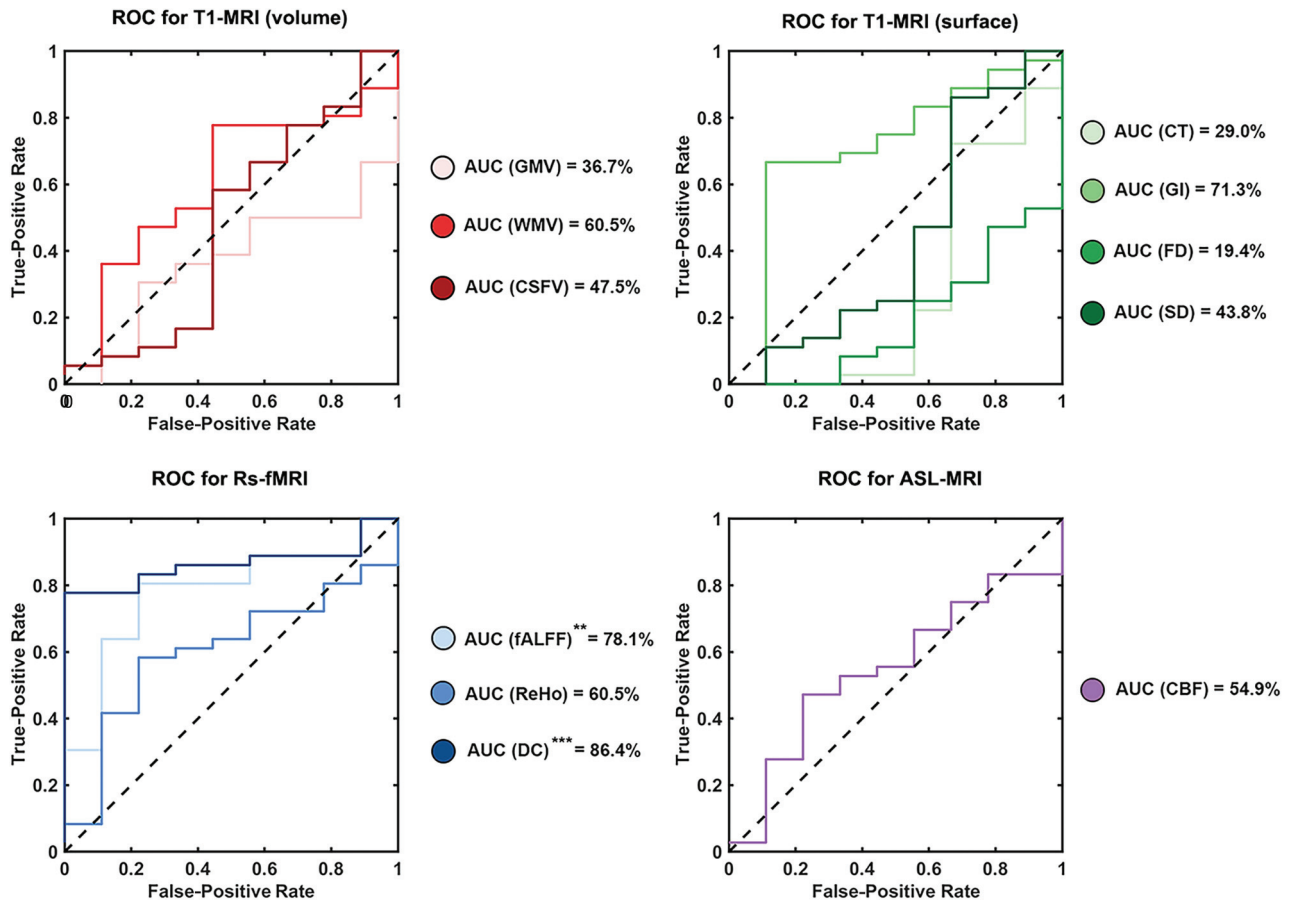 ROC for T1-MRI (volume)
True-Positive Rate
1
0.8
0.6
0.4
0.2
0
0 0.2 0.4 0.6 0.8 1
False-Positive Rate
AUC (GMV) = 36.7%
AUC (WMV) = 60.5%
AUC (CSFV) = 47.5%
ROC for T1-MRI (surface)
True-Positive Rate
1
0.8
0.6
0.4
0.2
0
0 0.2 0.4 0.6 0.8 1
False-Positive Rate
AUC (CT) = 29.0%
AUC (GI) = 71.3%
AUC (FD) = 19.4%
AUC (SD) = 43.8%
ROC for Rs-fMRI
True-Positive Rate
1
0.8
0.6
0.4
0.2
0
0 0.2 0.4 0.6 0.8 1
False-Positive Rate
AUC (fALFF)** = 78.1%
AUC (ReHo) = 60.5%
AUC (DC)*** = 86.4%
ROC for ASL-MRI
True-Positive Rate
1
0.8
0.6
0.4
0.2
0
0 0.2 0.4 0.6 0.8 1
False-Positive Rate
AUC (CBF) = 54.9%